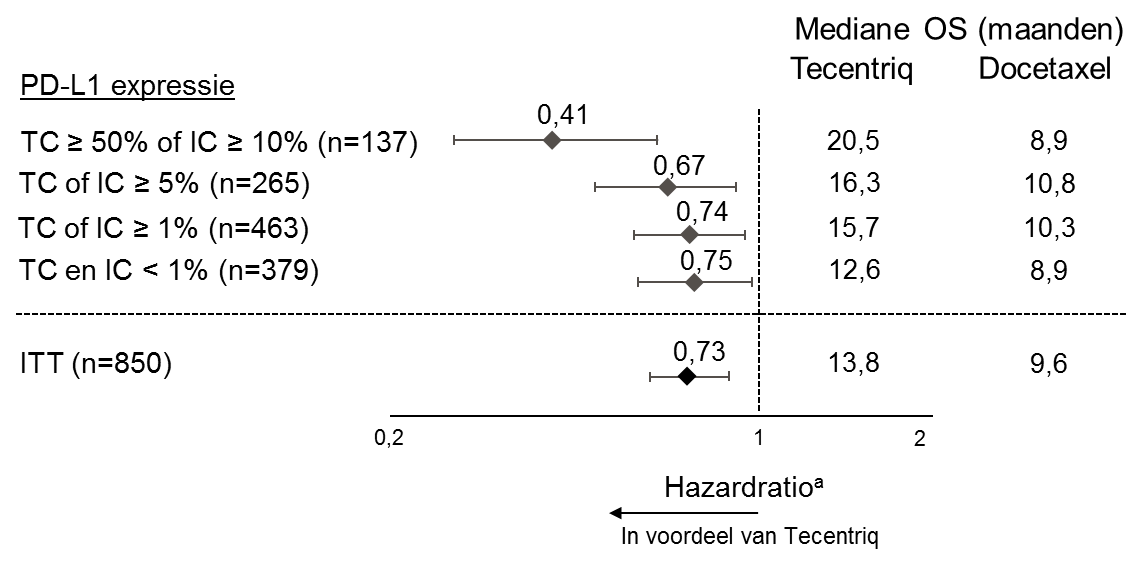 Mediane OS (maanden)
PD-L1 expressie Tecentriq Docetaxel
TC ≥ 50% of IC ≥ 10% (n=137) 0,41 20,5 8,9
TC of IC ≥ 5% (n=265) 0,67 16,3 10,8
TC of IC ≥ 1% (n=463) 0,74 15,7 10,3
TC en IC < 1% (n=379) 0,75 12,6 8,9
ITT (n=850) 0,73 13,8 9,6
0,2 1 2
Hazardratioᵃ
In voordeel van Tecentriq